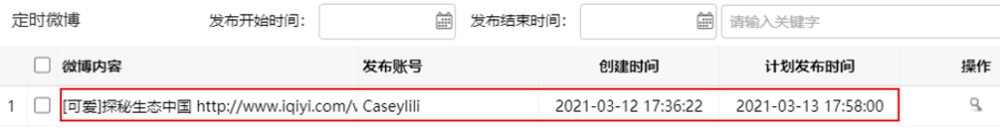 定时微博 发布开始时间： 发布结束时间： 请输入关键字
微博内容 发布账号 创建时间 计划发布时间 操作
1 [可爱]探秘生态中国 http://www.iqiyi.com/v Caseylili 2021-03-12 17:36:22 2021-03-13 17:58:00